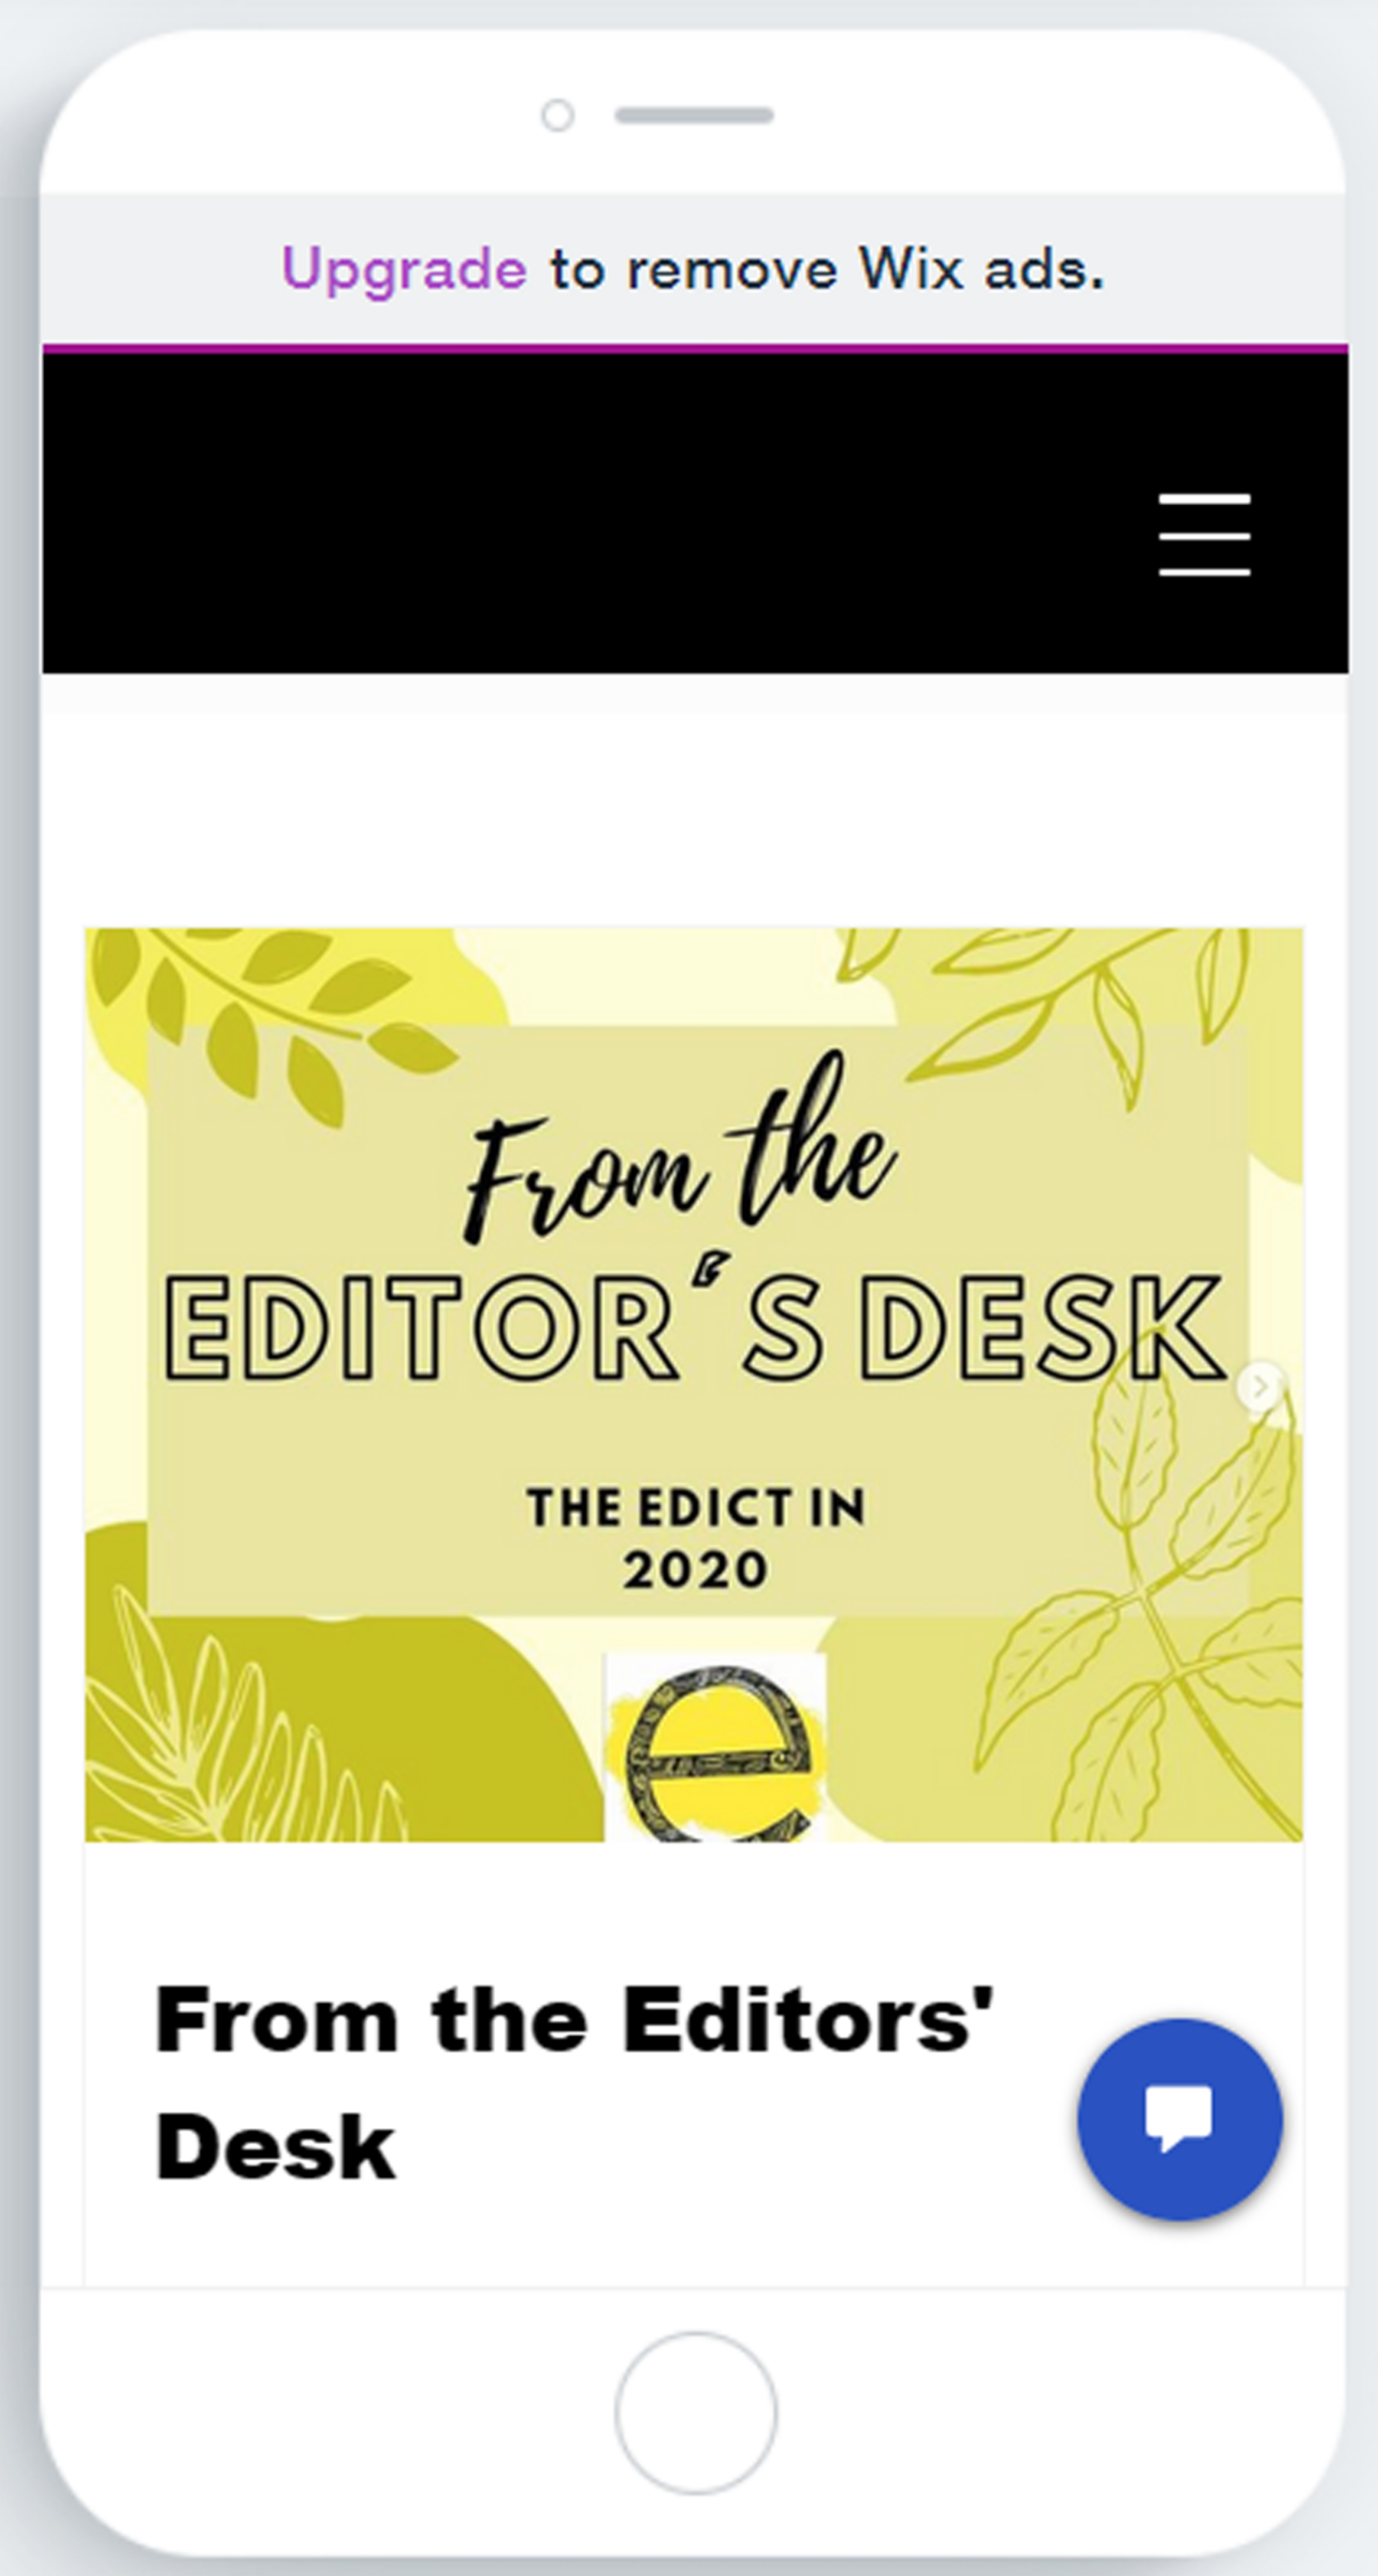 Upgrade to remove Wix ads.
From the
EDITOR´S DESK
THE EDICT IN
2020
e
From the Editors'
Desk